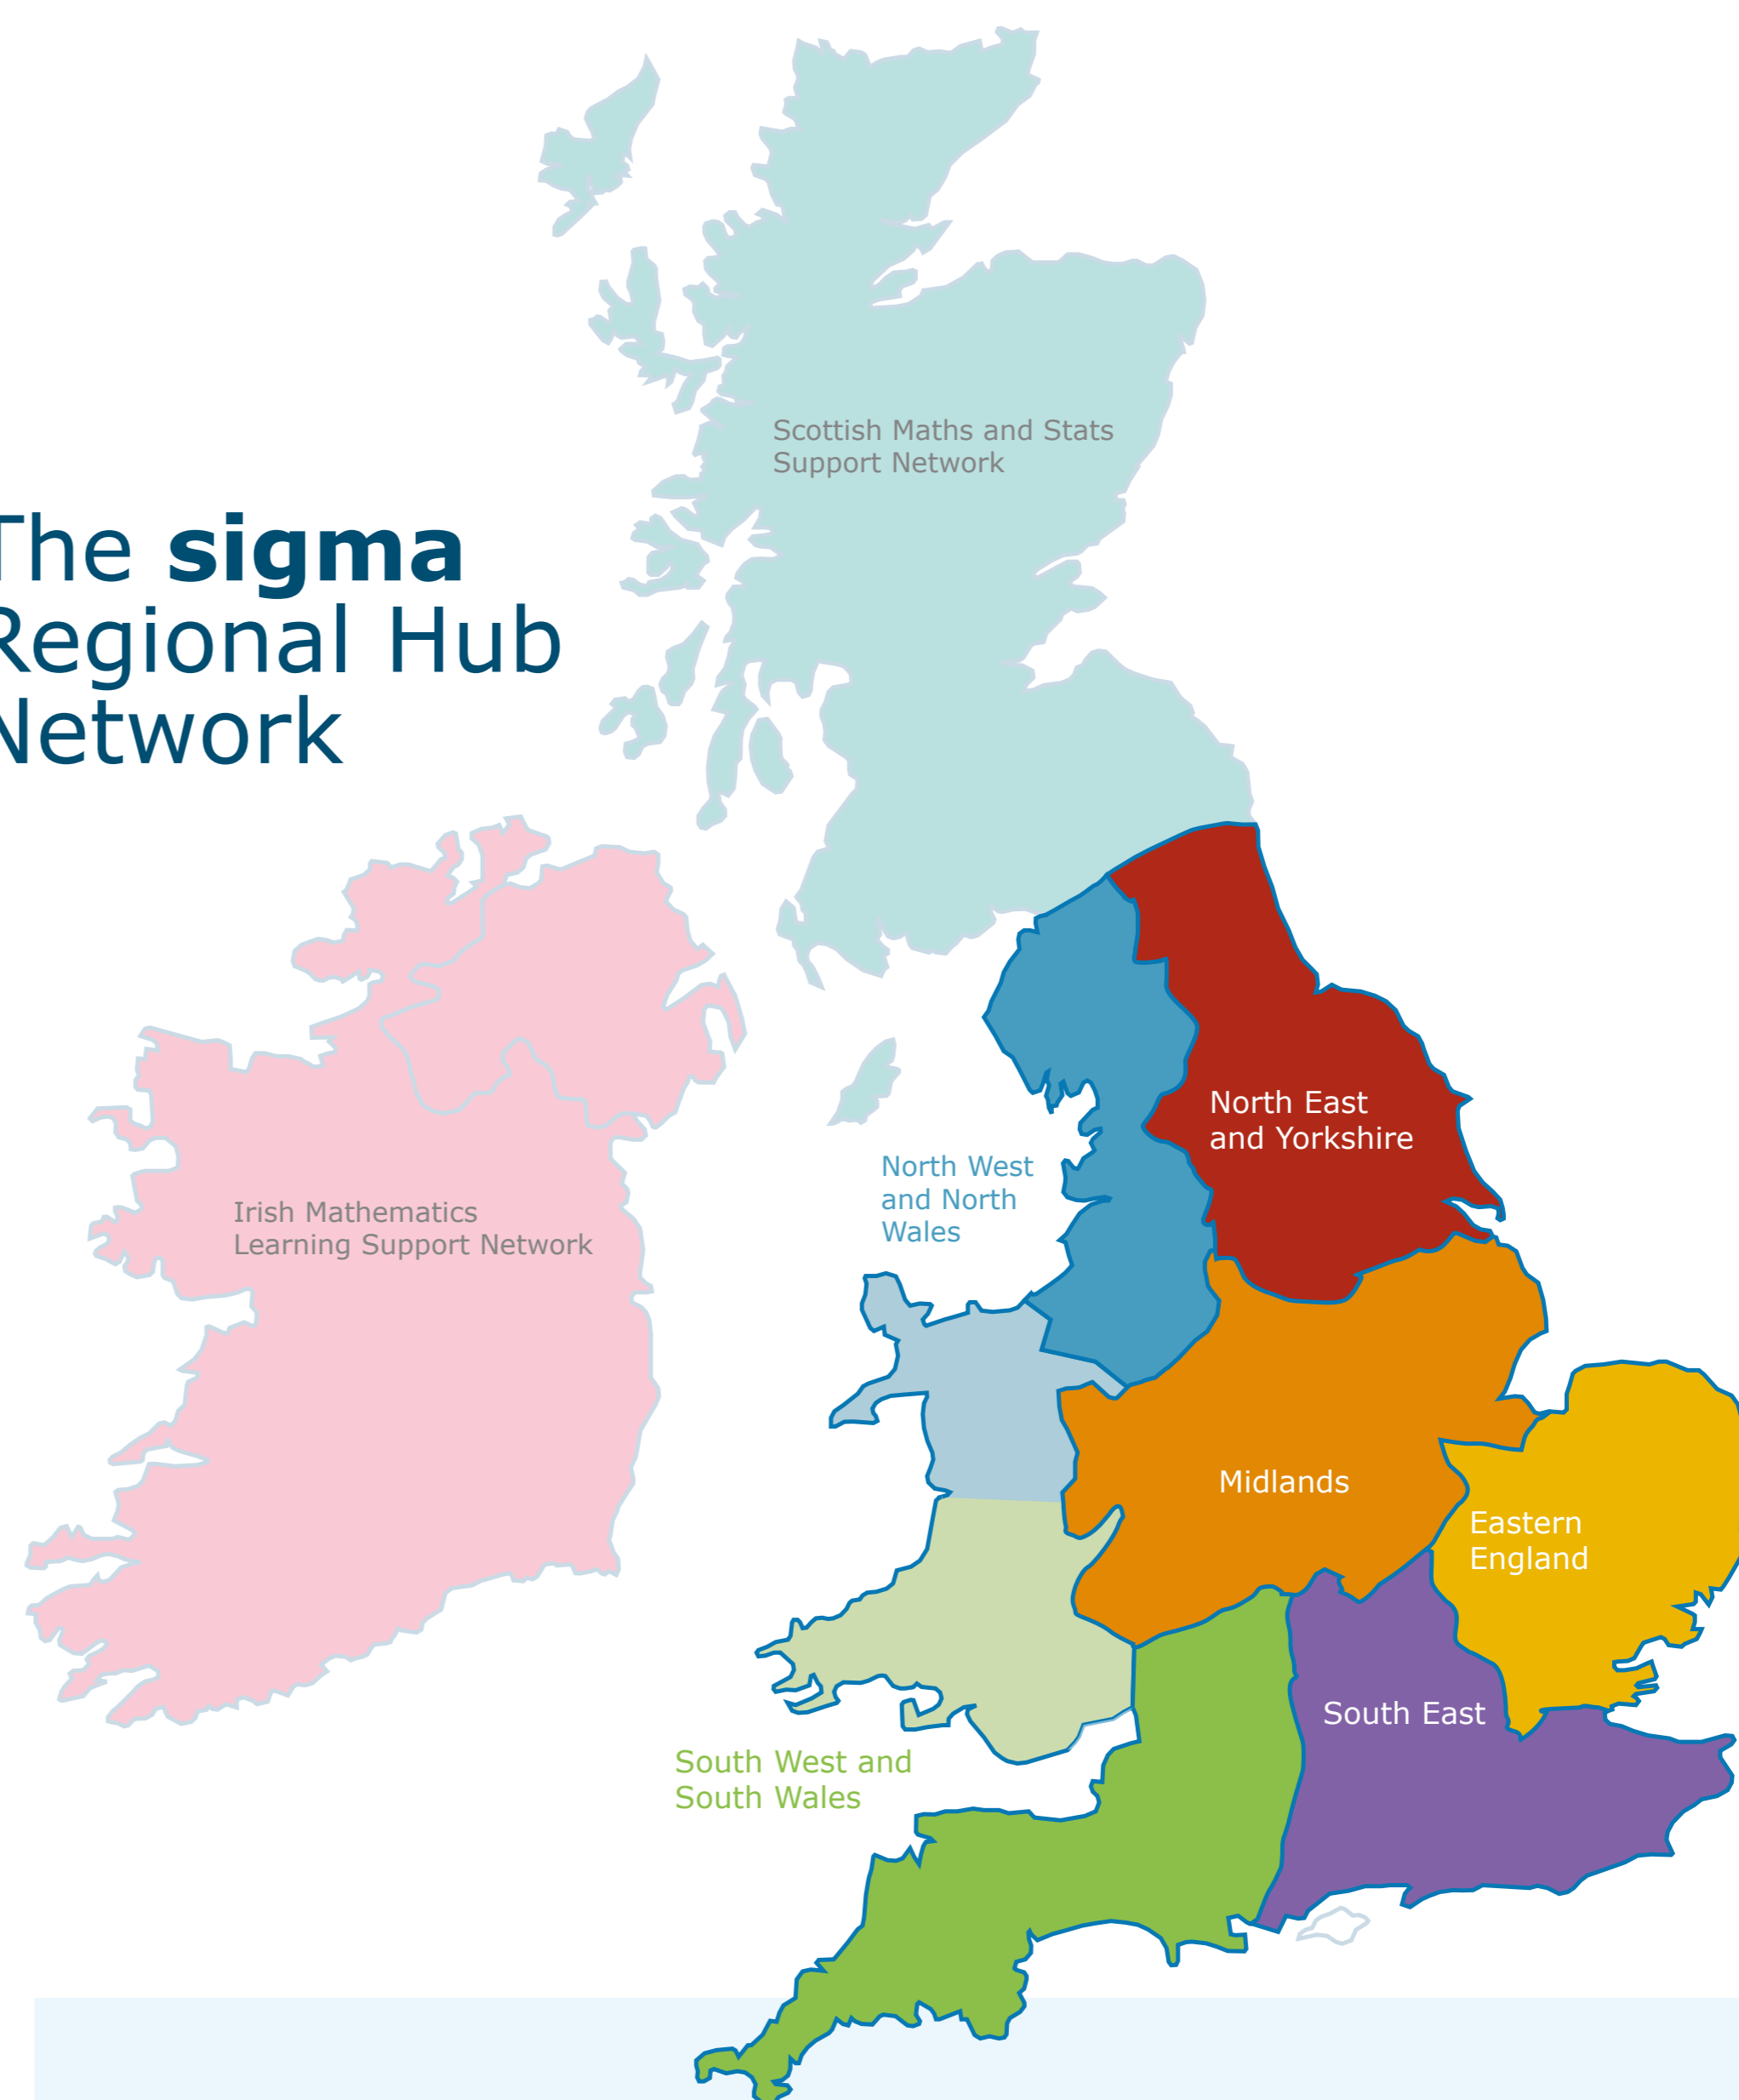 Scottish Maths and Stats
Support Network
The sigma
Regional Hub
Network
North East
and Yorkshire
North West
and North
Wales
Irish Mathematics
Learning Support Network
Midlands
Eastern
England
South East
South West and
South Wales